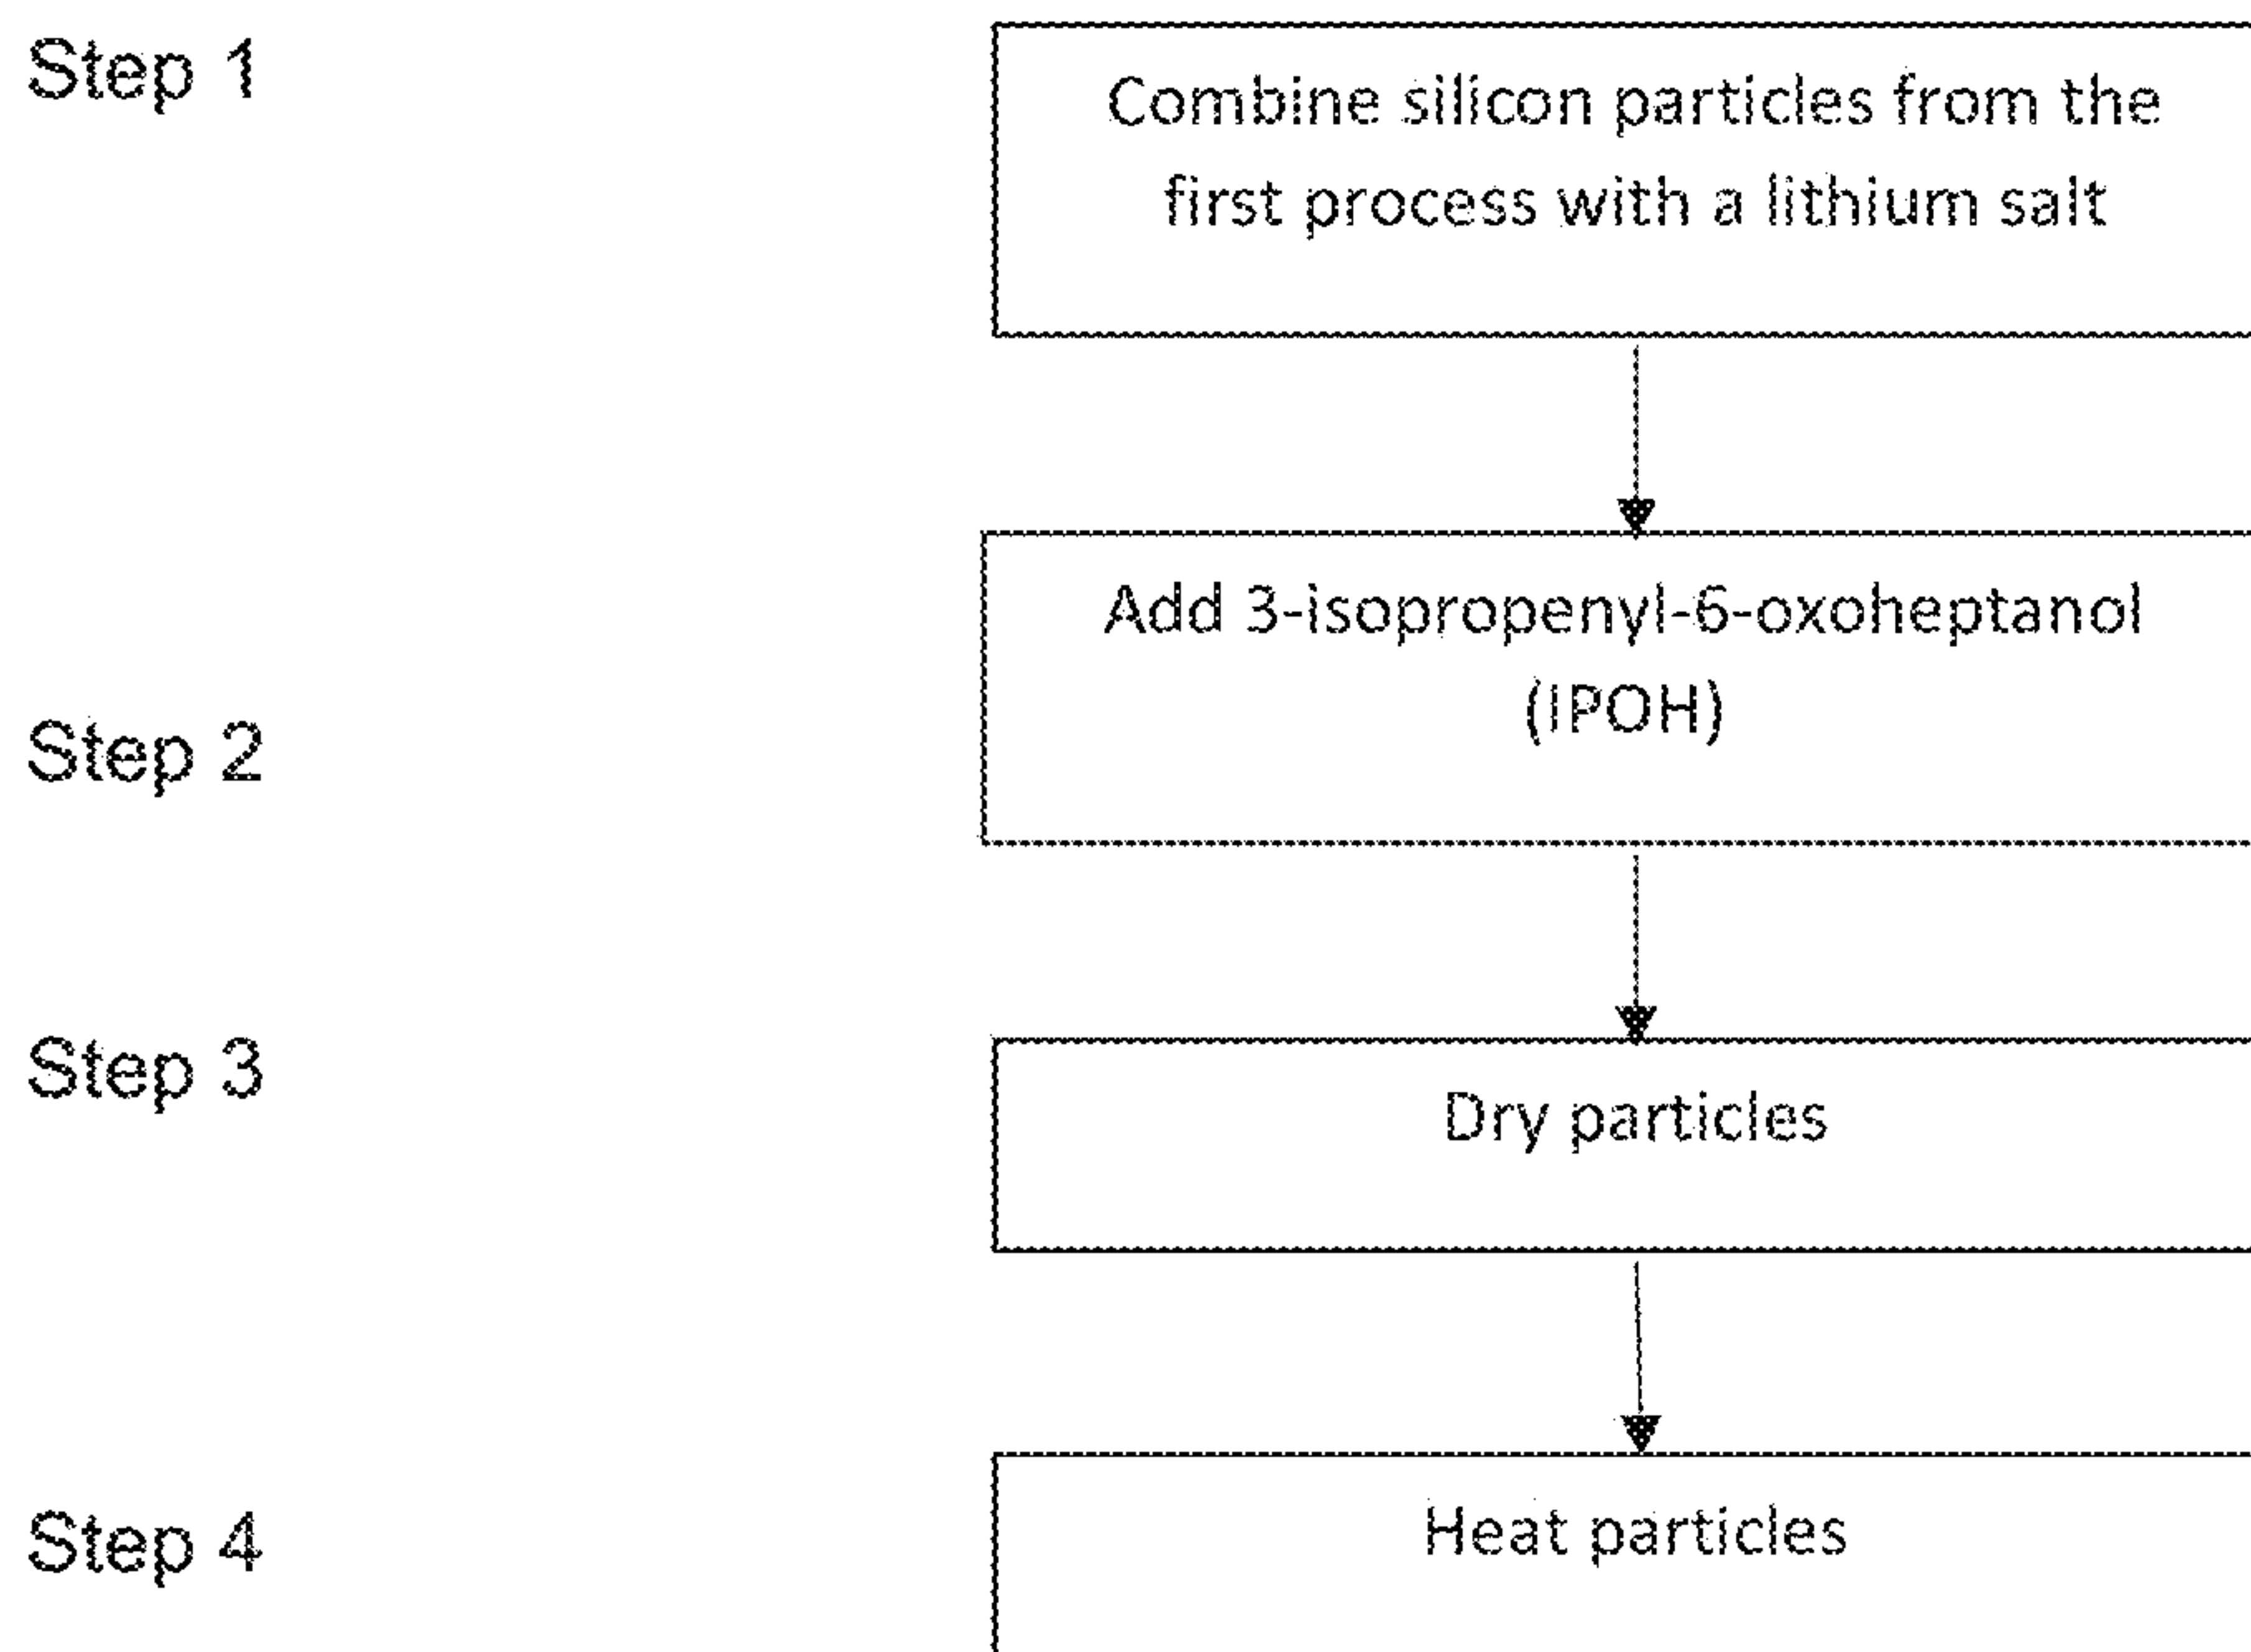 Step 1
Combine silicon particles from the
first process with a lithium salt
Add 3-isopropenyl-6-oxoheptanol
(IPOH)
Step 2
Step 3
Dry particles
Step 4
Heat particles